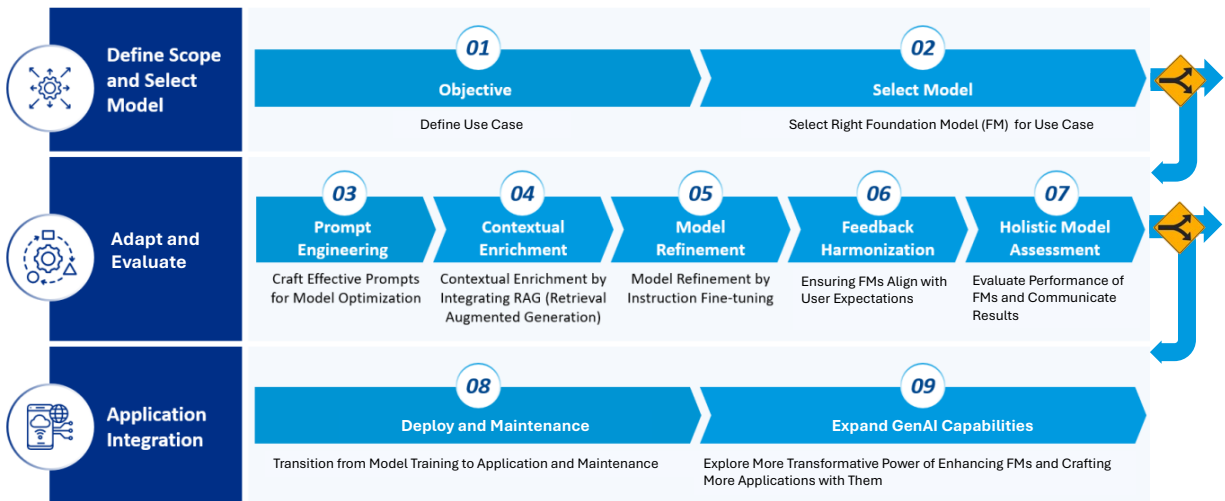 Define Scope
and Select
Model
01
Objective
Define Use Case
02
Select Model
Select Right Foundation Model (FM) for Use Case
Adapt and
Evaluate
03
Prompt
Engineering
Craft Effective Prompts
for Model Optimization
04
Contextual
Enrichment
Contextual Enrichment by
Integrating RAG (Retrieval
Augmented Generation)
05
Model
Refinement
Model Refinement by
Instruction Fine-tuning
06
Feedback
Harmonization
Ensuring FMs Align with
User Expectations
07
Holistic Model
Assessment
Evaluate Performance of
FMs and Communicate
Results
Application
Integration
08
Deploy and Maintenance
Transition from Model Training to Application and Maintenance
09
Expand GenAI Capabilities
Explore More Transformative Power of Enhancing FMs and Crafting
More Applications with Them